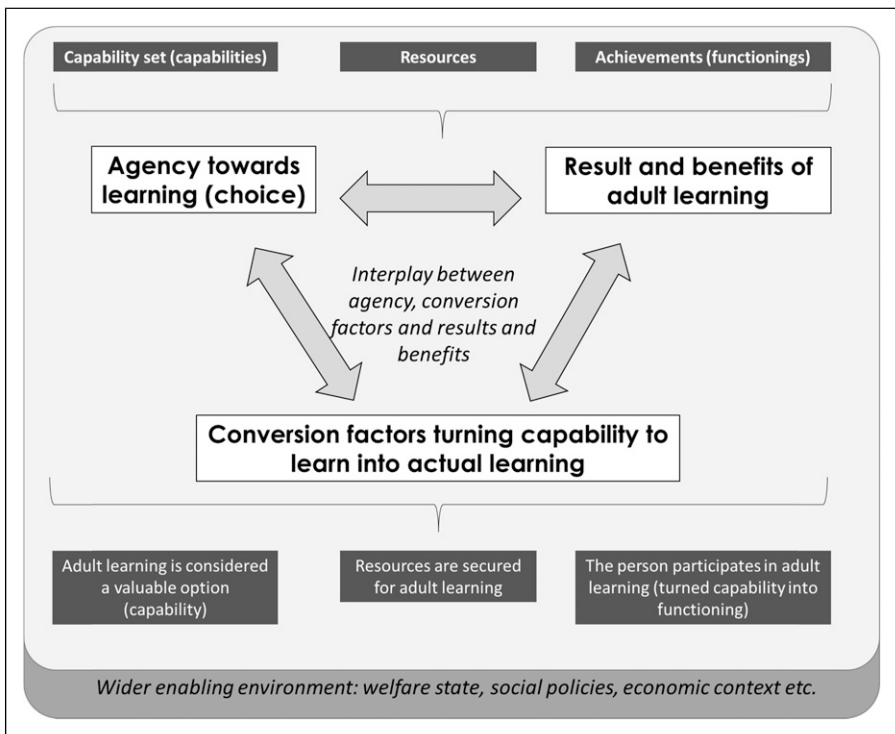 Capability set (capabilities)
Resources
Achievements (functionings)
Agency towards
learning (choice)
Result and benefits of
adult learning
Interplay between
agency, conversion
factors and results and
benefits
Conversion factors turning capability to
learn into actual learning
Adult learning is considered
a valuable option
(capability)
Resources are secured
for adult learning
The person participates in adult
learning (turned capability into
functioning)
Wider enabling environment: welfare state, social policies, economic context etc.